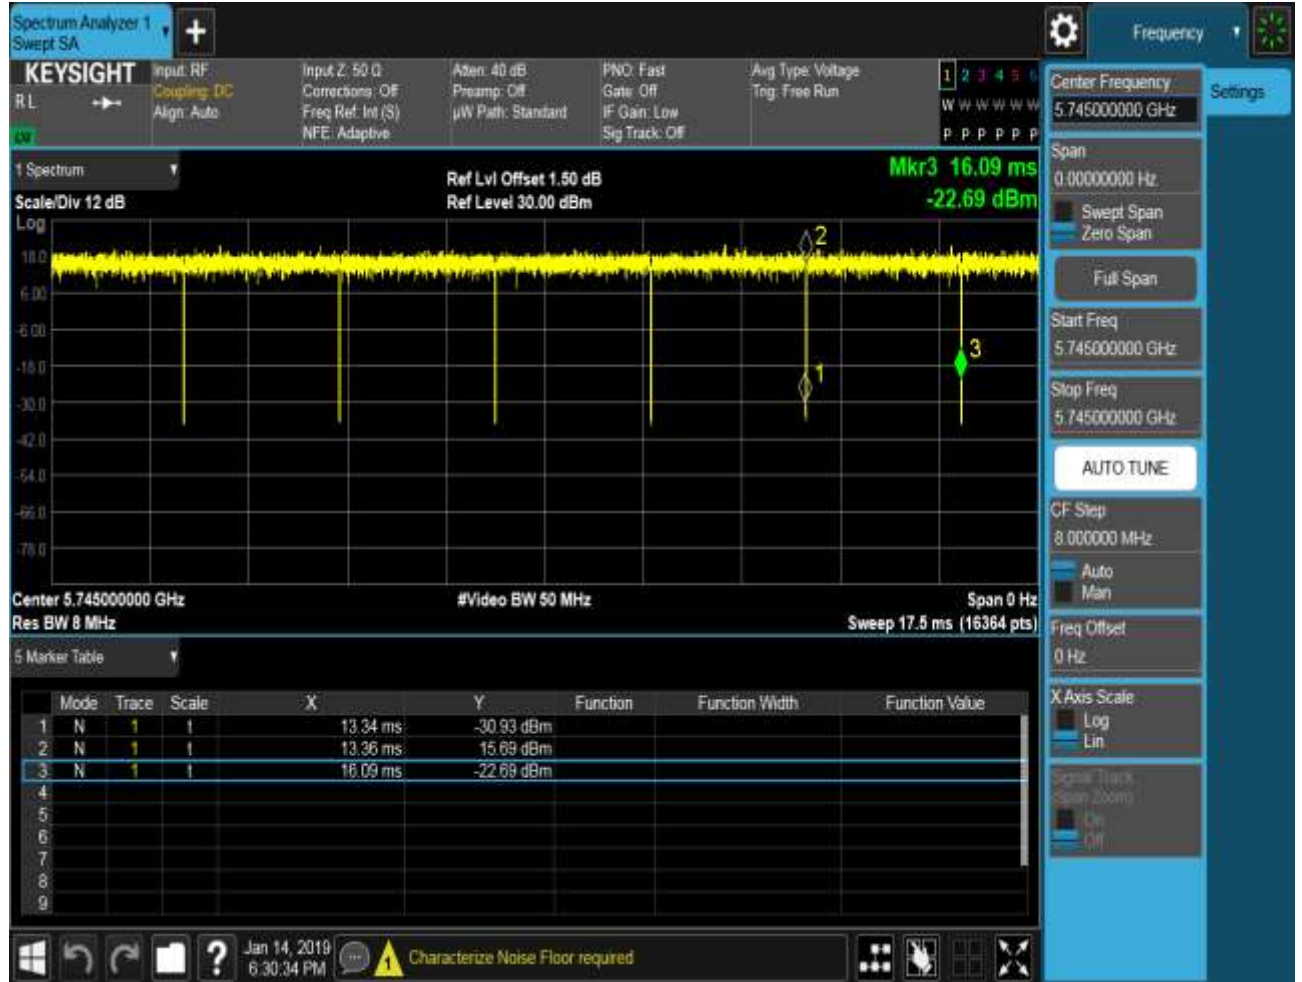 Spectrum Analyzer 1
Swept SA
+
Frequency
KEYSIGHT
RL
Input: RF
Coupling: DC
Align: Auto
Input Z: 50 Ω
Corrections: Off
Freq Ref: Int (S)
NFE: Adaptive
Atten: 40 dB
Preamp: Off
µW Path: Standard
PNO: Fast
Gate: Off
IF Gain: Low
Sig Track: Off
Avg Type: Voltage
Trig: Free Run
1 2 3 4 5 6
W W W W W W
P P P P P P
1 Spectrum
Scale/Div 12 dB
Log
Ref Lvl Offset 1.50 dB
Ref Level 30.00 dBm
Mkr3 16.09 ms
-22.69 dBm
18.0
6.00
-6.00
-18.0
-30.0
-42.0
-54.0
-66.0
-78.0
2
1
3
Center 5.745000000 GHz
#Video BW 50 MHz
Span 0 Hz
Res BW 8 MHz
Sweep 17.5 ms (16364 pts)
5 Marker Table
Mode Trace Scale X Y Function Function Width Function Value
1 N 1 t 13.34 ms -30.93 dBm
2 N 1 t 13.36 ms 15.69 dBm
3 N 1 t 16.09 ms -22.69 dBm
4
5
6
7
8
9
Center Frequency
5.745000000 GHz
Settings
Span
0.00000000 Hz
Swept Span
Zero Span
Full Span
Start Freq
5.745000000 GHz
Stop Freq
5.745000000 GHz
AUTO TUNE
CF Step
8.000000 MHz
Auto
Man
Freq Offset
0 Hz
X Axis Scale
Log
Lin
Signal Track
(Span Zoom)
On
Off
?
Jan 14, 2019
6:30:34 PM
1
Characterize Noise Floor required